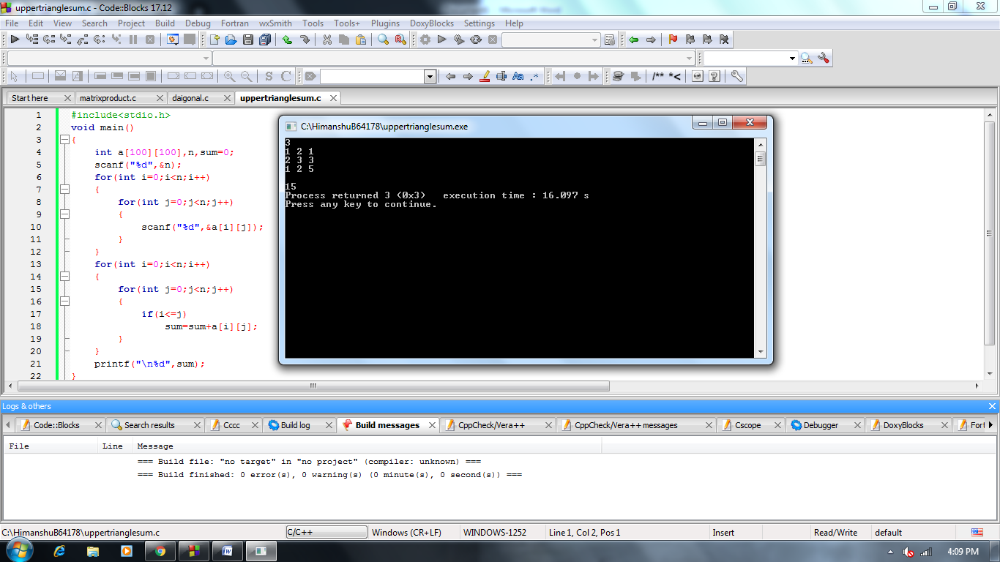 uppertrianglesum.c - Code::Blocks 17.12
File Edit View Search Project Build Debug Fortran wxSmith Tools Tools+ Plugins DoxyBlocks Settings Help
S C Aa .* /** *<
Start here matrixproduct.c daigonal.c uppertrianglesum.c
1 #include<stdio.h>
2 void main()
3 {
4 int a[100][100],n,sum=0;
5 scanf("%d",&n);
6 for(int i=0;i<n;i++)
7 {
8 for(int j=0;j<n;j++)
9 {
10 scanf("%d",&a[i][j]);
11 }
12 }
13 for(int i=0;i<n;i++)
14 {
15 for(int j=0;j<n;j++)
16 {
17 if(i<=j)
18 sum=sum+a[i][j];
19 }
20 }
21 printf("\n%d",sum);
22 }
C:\HimanshuB64178\uppertrianglesum.exe
3
1 2 1
2 3 3
1 2 5
15
Process returned 3 (0x3) execution time : 16.097 s
Press any key to continue.
Logs & others
Code::Blocks Search results Cccc Build log Build messages CppCheck/Vera++ CppCheck/Vera++ messages Cscope Debugger DoxyBlocks Fort
File Line Message
=== Build file: "no target" in "no project" (compiler: unknown) ===
=== Build finished: 0 error(s), 0 warning(s) (0 minute(s), 0 second(s)) ===
C:\HimanshuB64178\uppertrianglesum.c C/C++ Windows (CR+LF) WINDOWS-1252 Line 1, Col 2, Pos 1 Insert Read/Write default
4:09 PM